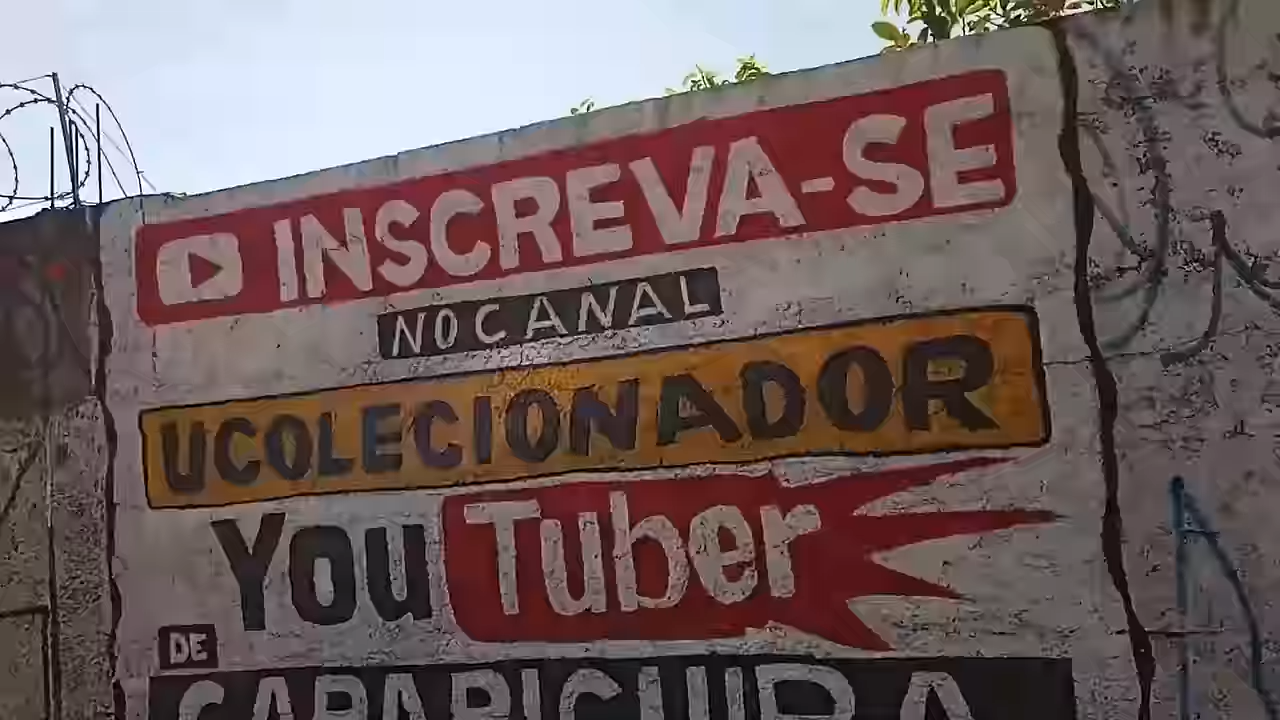 INSCREVA-SE
NO CANAL
UCOLECIONADOR
YouTuber
DE